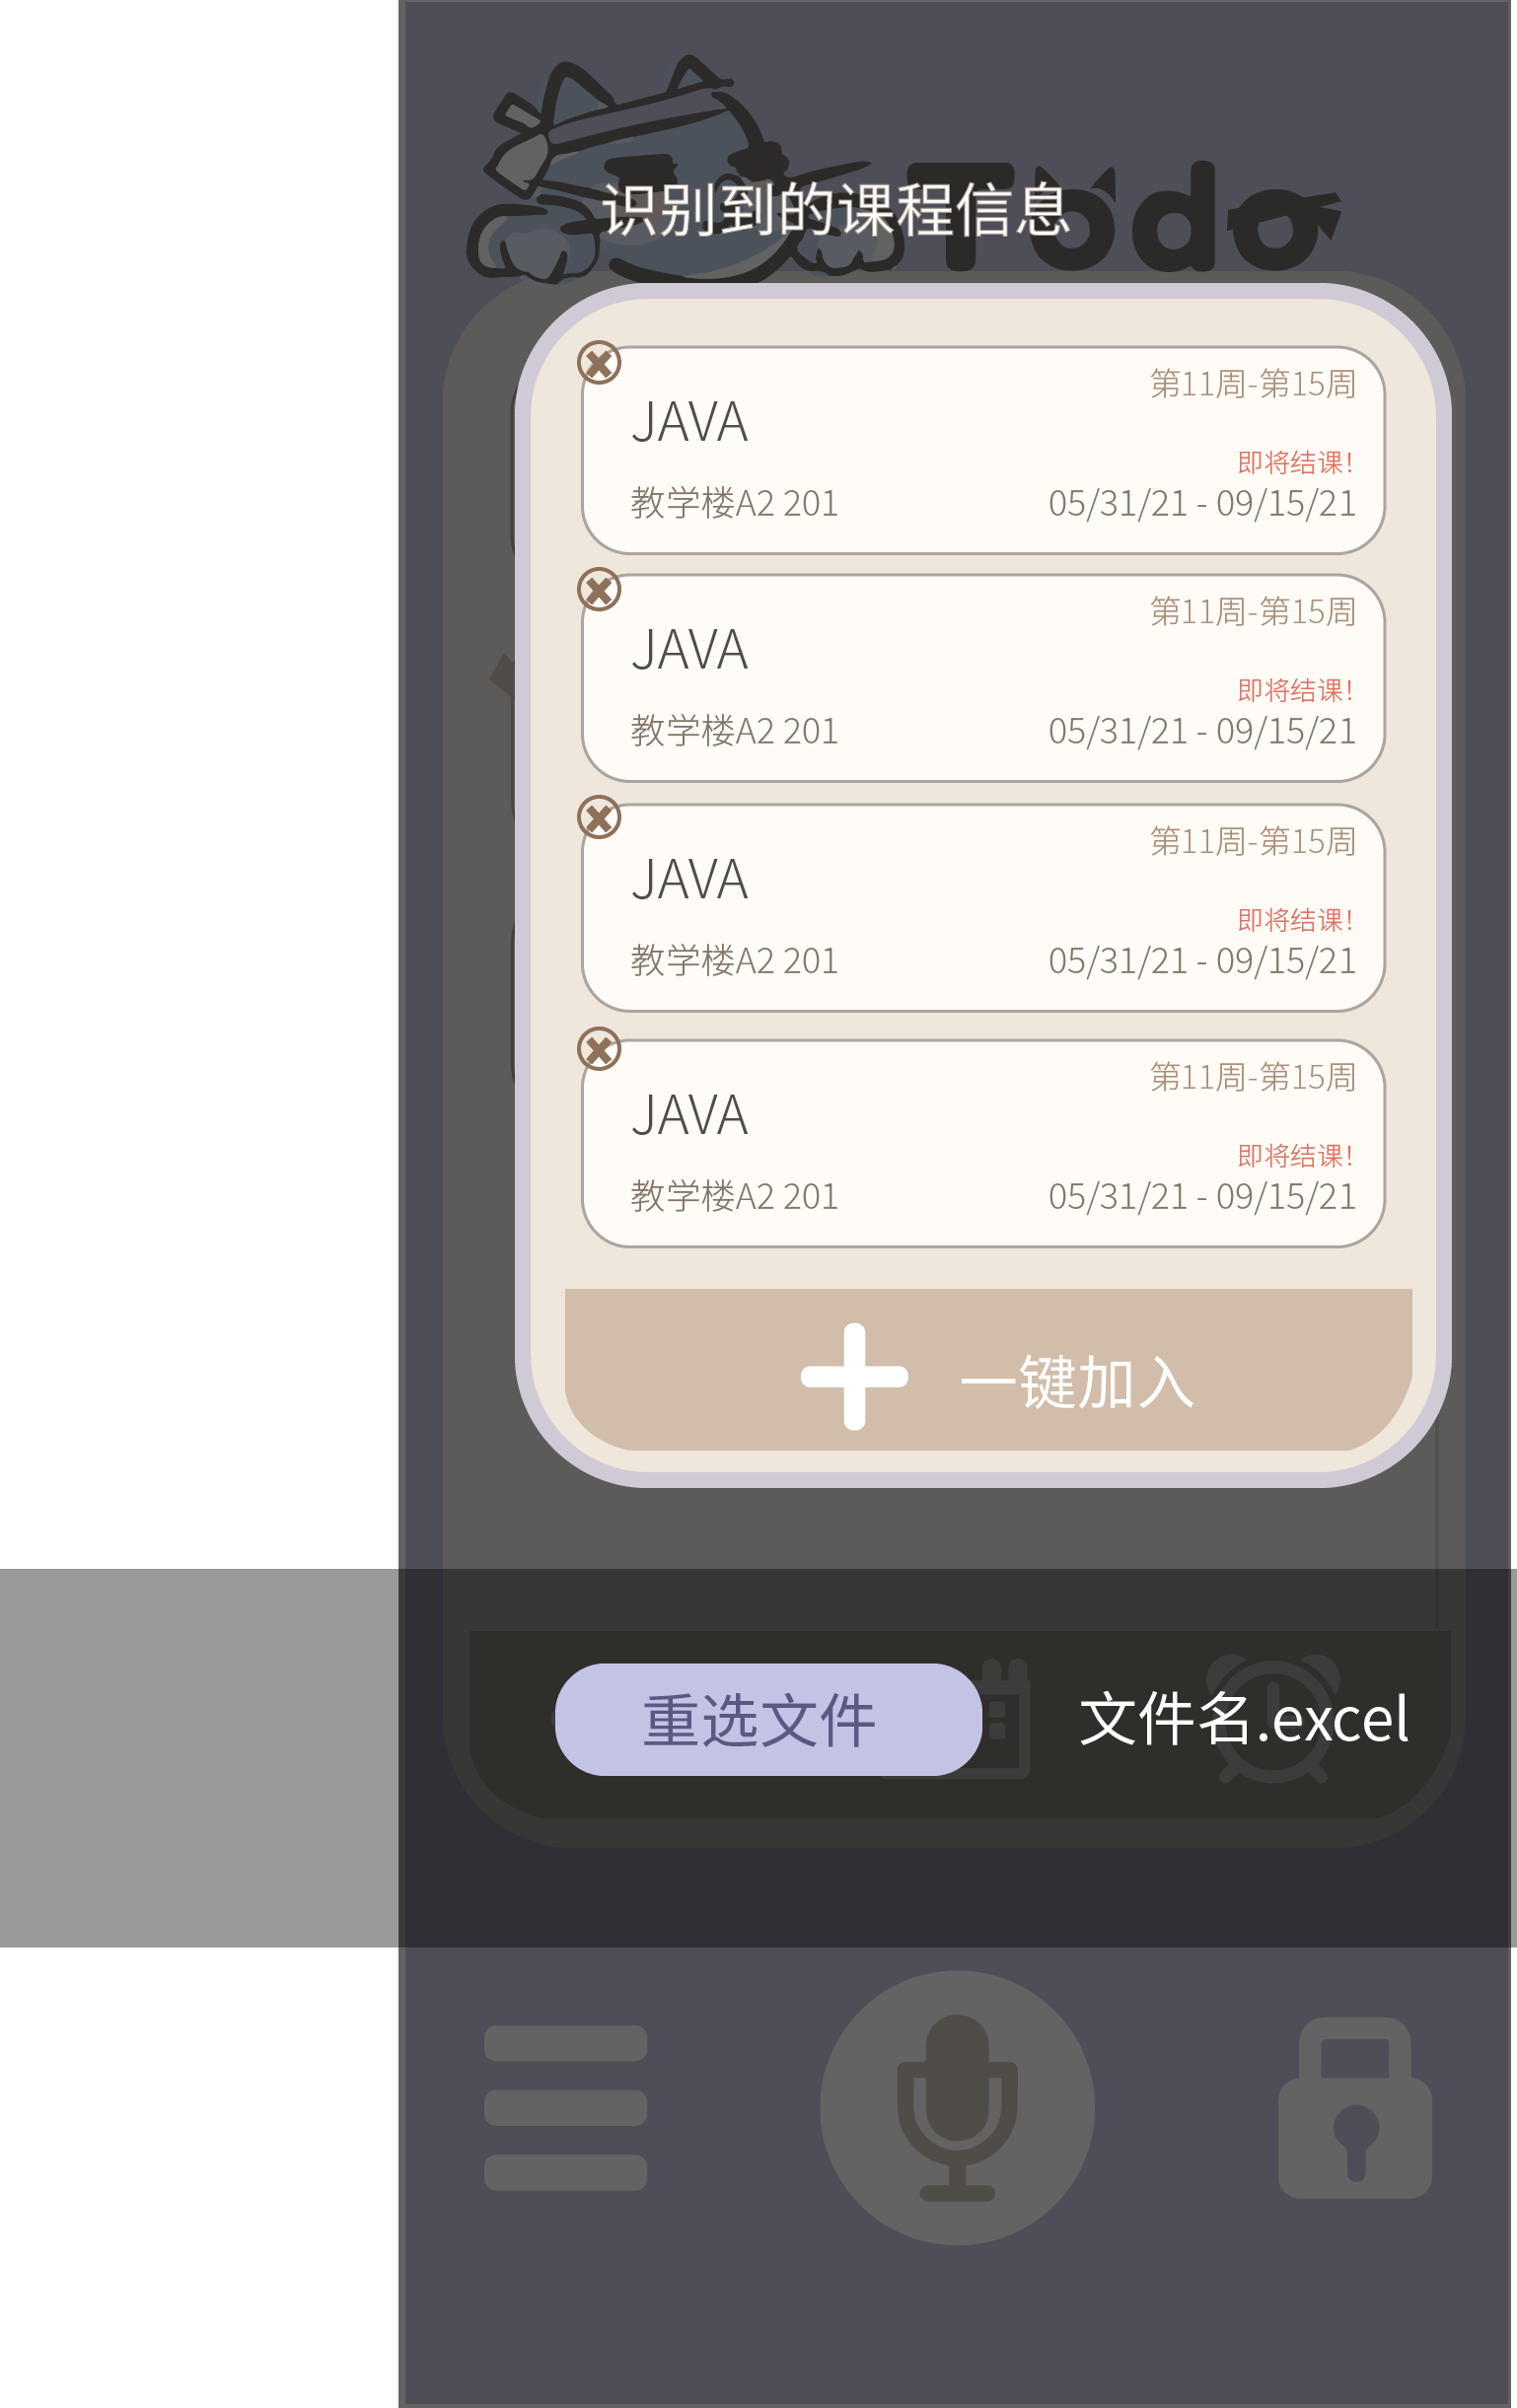 Todo
识别到的课程信息
第11周-第15周
JAVA
即将结课!
教学楼A2 201
05/31/21 - 09/15/21
第11周-第15周
JAVA
即将结课!
教学楼A2 201
05/31/21 - 09/15/21
第11周-第15周
JAVA
即将结课!
教学楼A2 201
05/31/21 - 09/15/21
第11周-第15周
JAVA
即将结课!
教学楼A2 201
05/31/21 - 09/15/21
一键加入
重选文件
文件名.excel